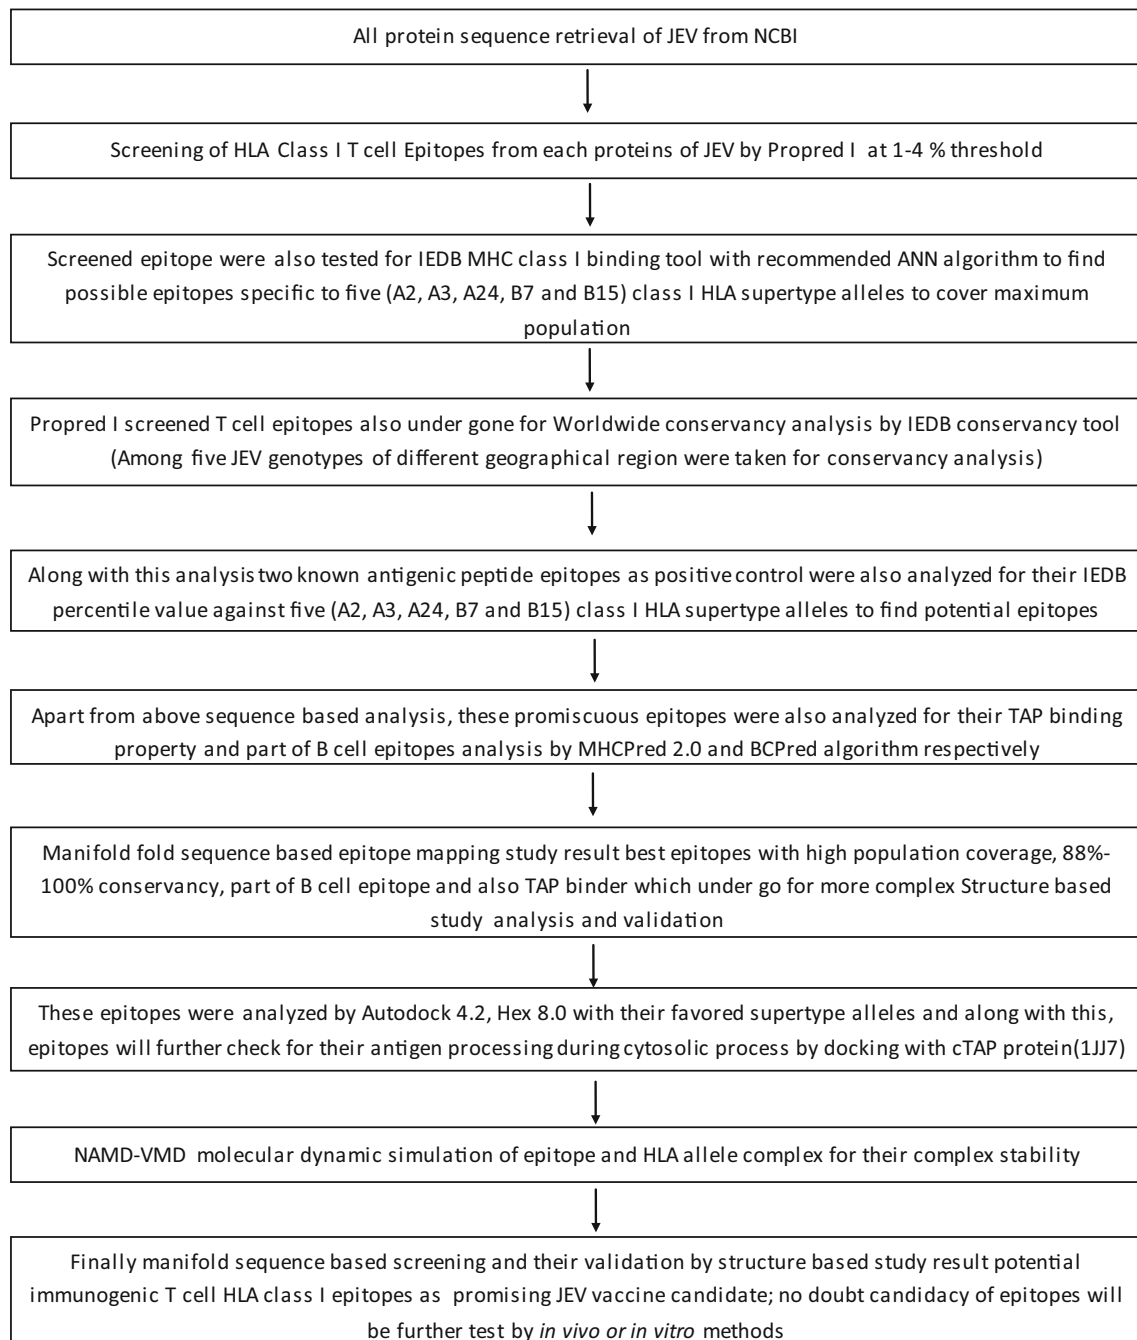 All protein sequence retrieval of JEV from NCBI
Screening of HLA Class I T cell Epitopes from each proteins of JEV by Propred I at 1-4 % threshold
Screened epitope were also tested for IEDB MHC class I binding tool with recommended ANN algorithm to find
possible epitopes specific to five (A2, A3, A24, B7 and B15) class I HLA supertype alleles to cover maximum
population
Propred I screened T cell epitopes also under gone for Worldwide conservancy analysis by IEDB conservancy tool
(Among five JEV genotypes of different geographical region were taken for conservancy analysis)
Along with this analysis two known antigenic peptide epitopes as positive control were also analyzed for their IEDB
percentile value against five (A2, A3, A24, B7 and B15) class I HLA supertype alleles to find potential epitopes
Apart from above sequence based analysis, these promiscuous epitopes were also analyzed for their TAP binding
property and part of B cell epitopes analysis by MHCPred 2.0 and BCPred algorithm respectively
Manifold fold sequence based epitope mapping study result best epitopes with high population coverage, 88%-
100% conservancy, part of B cell epitope and also TAP binder which under go for more complex Structure based
study analysis and validation
These epitopes were analyzed by Autodock 4.2, Hex 8.0 with their favored supertype alleles and along with this,
epitopes will further check for their antigen processing during cytosolic process by docking with cTAP protein(1JJ7)
NAMD-VMD molecular dynamic simulation of epitope and HLA allele complex for their complex stability
Finally manifold sequence based screening and their validation by structure based study result potential
immunogenic T cell HLA class I epitopes as promising JEV vaccine candidate; no doubt candidacy of epitopes will
be further test by in vivo or in vitro methods